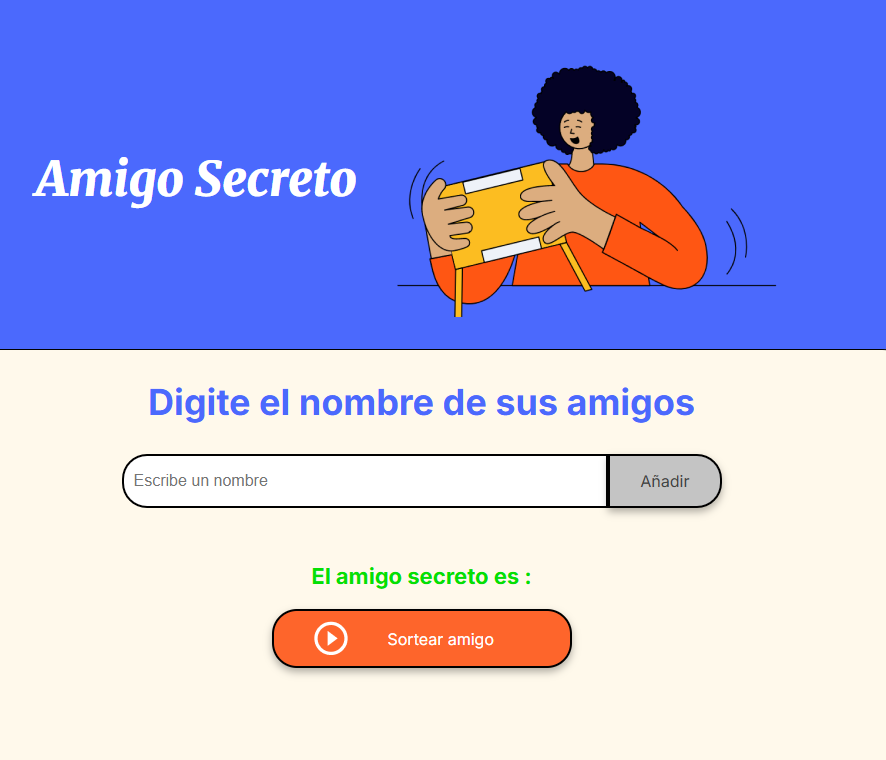 Amigo Secreto
Digite el nombre de sus amigos
Escribe un nombre
Añadir
El amigo secreto es :
Sortear amigo